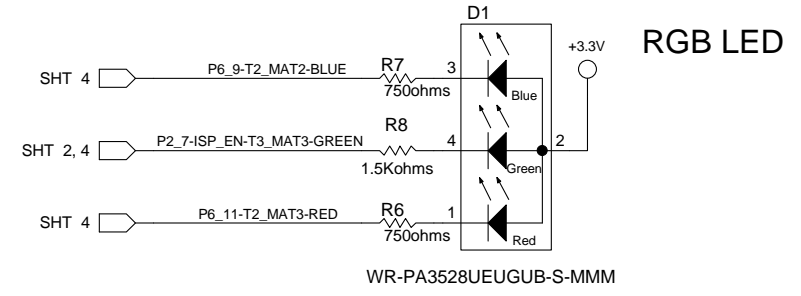 D1
RGB LED
+3.3V
SHT 4
P6_9-T2_MAT2-BLUE
R7
750ohms
3
Blue
SHT 2, 4
P2_7-ISP_EN-T3_MAT3-GREEN
R8
1.5Kohms
4
Green
2
SHT 4
P6_11-T2_MAT3-RED
R6
750ohms
1
Red
WR-PA3528UEUGUB-S-MMM